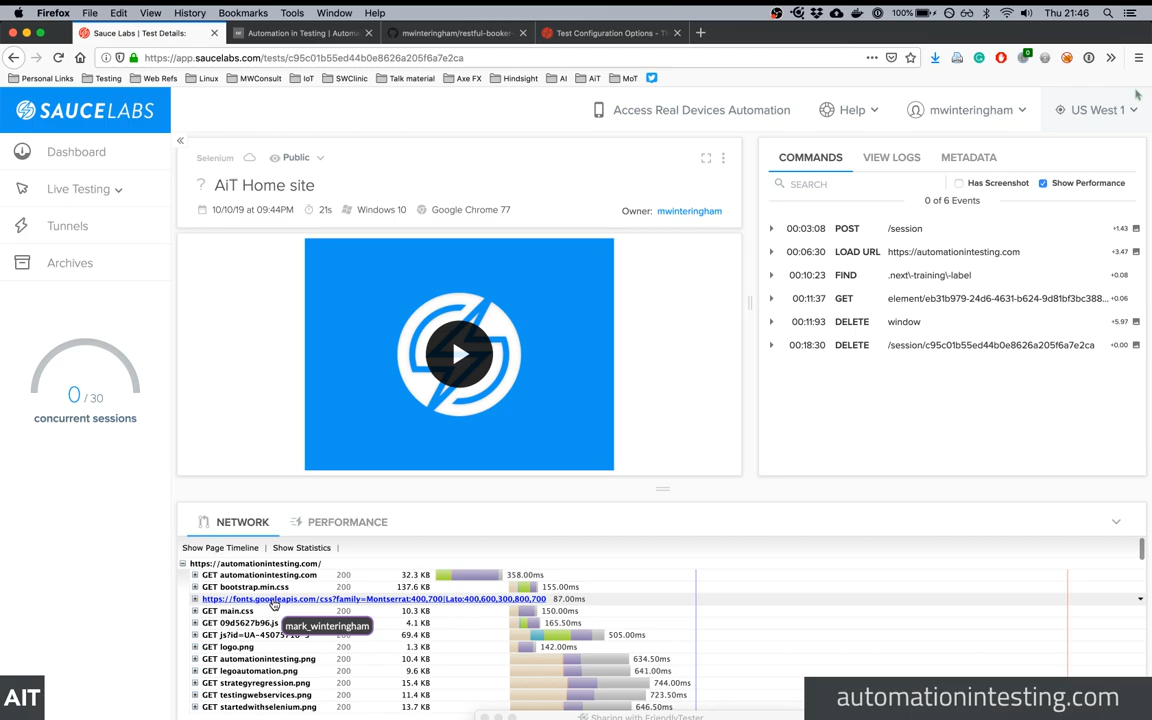 Firefox File Edit View History Bookmarks Tools Window Help 100% Thu 21:46
Sauce Labs | Test Details: Automation in Testing | Autom mwinteringham/restful-booker- Test Configuration Options - T
https://app.saucelabs.com/tests/c95c01b55ed44b0e8626a205f6a7e2ca
Personal Links Testing Web Refs Linux MWConsult IoT SWClinic Talk material Axe FX Hindsight AI AiT MoT
SAUCELABS Access Real Devices Automation Help mwinteringham US West 1
Dashboard
Live Testing
Tunnels
Archives
0 / 30
concurrent sessions
Selenium Public
? AiT Home site
10/10/19 at 09:44PM 21s Windows 10 Google Chrome 77 Owner: mwinteringham
COMMANDS VIEW LOGS METADATA
SEARCH Has Screenshot Show Performance
0 of 6 Events
00:03:08 POST /session +1.43
00:06:30 LOAD URL https://automationintesting.com +3.47
00:10:23 FIND .next\-training\-label +0.08
00:11:37 GET element/eb31b979-24d6-4631-b624-9d81bf3bc388... +0.06
00:11:93 DELETE window +5.97
00:18:30 DELETE /session/c95c01b55ed44b0e8626a205f6a7e2ca +0.00
NETWORK PERFORMANCE
Show Page Timeline | Show Statistics |
https://automationintesting.com/
GET automationintesting.com 200 32.3 KB 358.00ms
GET bootstrap.min.css 200 137.6 KB 155.00ms
https://fonts.googleapis.com/css?family=Montserrat:400,700|Lato:400,600,300,800,700 87.00ms
GET main.css 200 10.3 KB 150.00ms
GET 09d5627b96.js 4.1 KB 165.50ms
mark_winteringham
GET js?id=UA-45075710-3 200 69.4 KB 505.00ms
GET logo.png 200 1.3 KB 142.00ms
GET automationintesting.png 200 10.4 KB 634.50ms
GET legoautomation.png 200 9.6 KB 641.00ms
GET strategyregression.png 200 15.4 KB 744.00ms
GET testingwebservices.png 200 11.4 KB 723.50ms
GET startedwithselenium.png 200 13.7 KB 646.50ms
Sharing with FriendlyTester
AIT
automationintesting.com